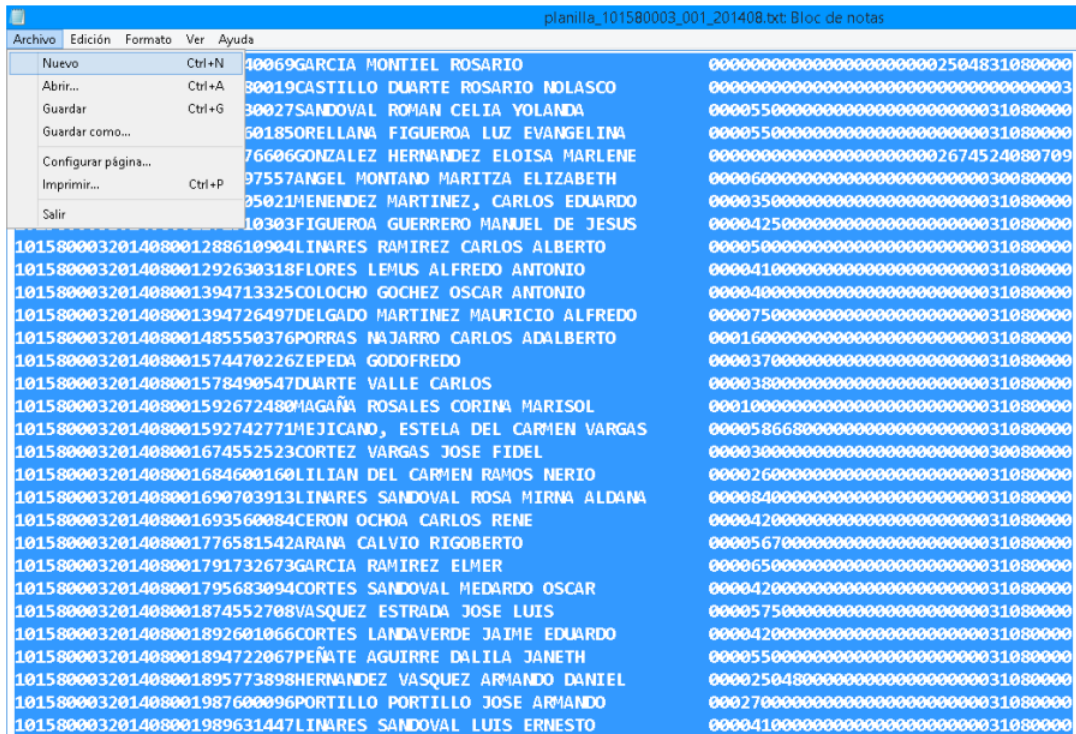 planilla_101580003_001_201408.txt: Bloc de notas
Archivo Edición Formato Ver Ayuda
Nuevo Ctrl+N
Abrir... Ctrl+A
Guardar Ctrl+G
Guardar como...
Configurar página...
Imprimir... Ctrl+P
Salir
40069GARCIA MONTIEL ROSARIO 00000000000000000000002504831080000
80019CASTILLO DUARTE ROSARIO NOLASCO 00000000000000000000000000000000003
30027SANDOVAL ROMAN CELIA YOLANDA 00005500000000000000000000031080000
60185ORELLANA FIGUEROA LUZ EVANGELINA 00005500000000000000000000031080000
76606GONZALEZ HERNANDEZ ELOISA MARLENE 00000000000000000000002674524080709
97557ANGEL MONTANO MARITZA ELIZABETH 00006000000000000000000000030080000
05021MENENDEZ MARTINEZ, CARLOS EDUARDO 00003500000000000000000000031080000
10303FIGUEROA GUERRERO MANUEL DE JESUS 00004250000000000000000000031080000
101580003201408001288610904LINARES RAMIREZ CARLOS ALBERTO 00005000000000000000000000031080000
101580003201408001292630318FLORES LEMUS ALFREDO ANTONIO 00004100000000000000000000031080000
101580003201408001394713325COLOCHO GOCHEZ OSCAR ANTONIO 00004000000000000000000000031080000
101580003201408001394726497DELGADO MARTINEZ MAURICIO ALFREDO 00007500000000000000000000031080000
101580003201408001485550376PORRAS NAJARRO CARLOS ADALBERTO 00016000000000000000000000031080000
101580003201408001574470226ZEPEDA GODOFREDO 00003700000000000000000000031080000
101580003201408001578490547DUARTE VALLE CARLOS 00003800000000000000000000031080000
101580003201408001592672480MAGAÑA ROSALES CORINA MARISOL 00010000000000000000000000031080000
101580003201408001592742771MEJICANO, ESTELA DEL CARMEN VARGAS 00005866800000000000000000031080000
101580003201408001674552523CORTEZ VARGAS JOSE FIDEL 00003000000000000000000000030080000
101580003201408001684600160LILIAN DEL CARMEN RAMOS NERIO 00002600000000000000000000031080000
101580003201408001690703913LINARES SANDOVAL ROSA MIRNA ALDANA 00008400000000000000000000031080000
101580003201408001693560084CERON OCHOA CARLOS RENE 00004200000000000000000000031080000
101580003201408001776581542ARANA CALVIO RIGOBERTO 00005670000000000000000000031080000
101580003201408001791732673GARCIA RAMIREZ ELMER 00006500000000000000000000031080000
101580003201408001795683094CORTES SANDOVAL MEDARDO OSCAR 00004200000000000000000000031080000
101580003201408001874552708VASQUEZ ESTRADA JOSE LUIS 00005750000000000000000000031080000
101580003201408001892601066CORTES LANDAVERDE JAIME EDUARDO 00004200000000000000000000031080000
101580003201408001894722067PEÑATE AGUIRRE DALILA JANETH 00005500000000000000000000031080000
101580003201408001895773898HERNANDEZ VASQUEZ ARMANDO DANIEL 00002504800000000000000000031080000
101580003201408001987600096PORTILLO PORTILLO JOSE ARMANDO 00027000000000000000000000031080000
101580003201408001989631447LINARES SANDOVAL LUIS ERNESTO 00004100000000000000000000031080000